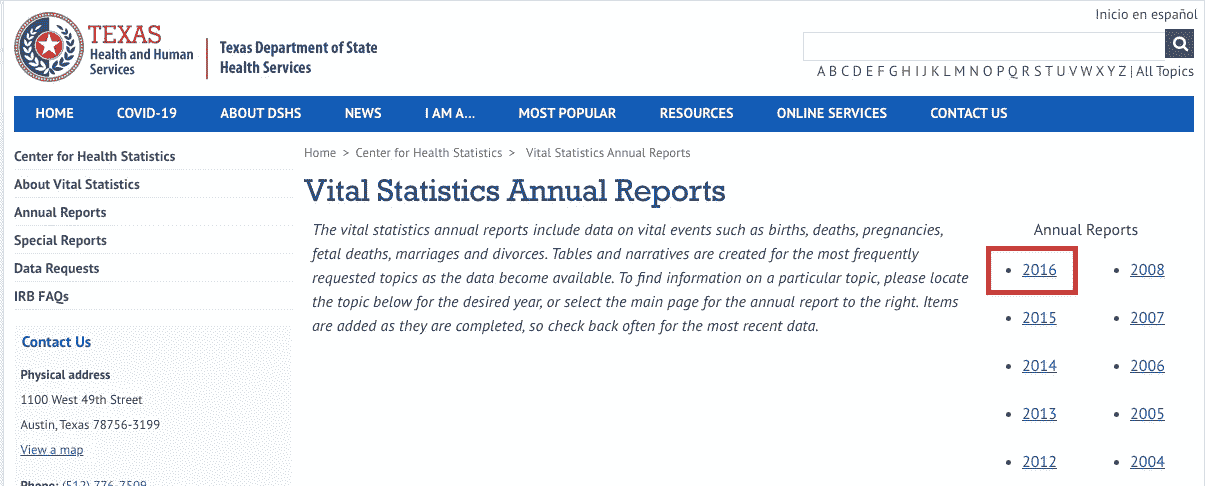 Inicio en español
TEXAS
Health and Human
Services
Texas Department of State
Health Services
A B C D E F G H I J K L M N O P Q R S T U V W X Y Z | All Topics
HOME COVID-19 ABOUT DSHS NEWS I AM A... MOST POPULAR RESOURCES ONLINE SERVICES CONTACT US
Center for Health Statistics
About Vital Statistics
Annual Reports
Special Reports
Data Requests
IRB FAQs
Contact Us
Physical address
1100 West 49th Street
Austin, Texas 78756-3199
View a map
Phone: (512) 776-7509
Home > Center for Health Statistics > Vital Statistics Annual Reports
Vital Statistics Annual Reports
The vital statistics annual reports include data on vital events such as births, deaths, pregnancies,
fetal deaths, marriages and divorces. Tables and narratives are created for the most frequently
requested topics as the data become available. To find information on a particular topic, please locate
the topic below for the desired year, or select the main page for the annual report to the right. Items
are added as they are completed, so check back often for the most recent data.
Annual Reports
• 2016 • 2008
• 2015 • 2007
• 2014 • 2006
• 2013 • 2005
• 2012 • 2004